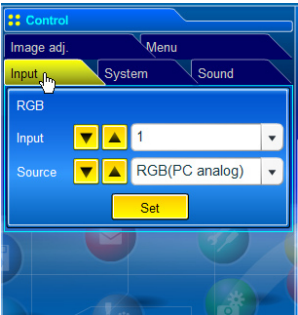 Control
Image adj. Menu
Input System Sound
RGB
Input 1
Source RGB(PC analog)
Set